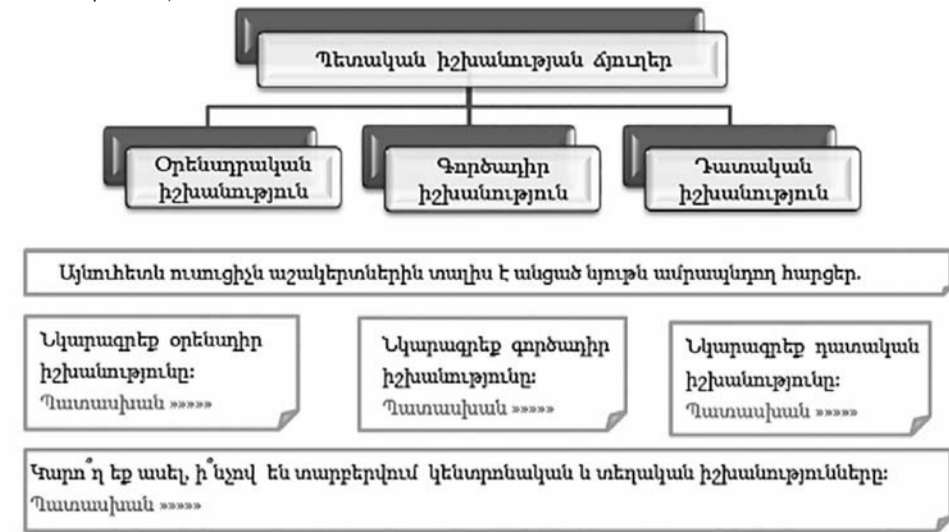 Պետական իշխանության ճյուղեր
Օրենսդրական
իշխանություն
Գործադիր
իշխանություն
Դատական
իշխանություն
Այնուհետև ուսուցիչն աշակերտներին տալիս է անցած նյութն ամրապնդող հարցեր.
Նկարագրեք օրենսդիր
իշխանությունը:
Պատասխան »»»»»
Նկարագրեք գործադիր
իշխանությունը:
Պատասխան »»»»»
Նկարագրեք դատական
իշխանությունը:
Պատասխան »»»»»
Կարո՞ղ եք ասել, ի՞նչով են տարբերվում կենտրոնական և տեղական իշխանությունները:
Պատասխան »»»»»